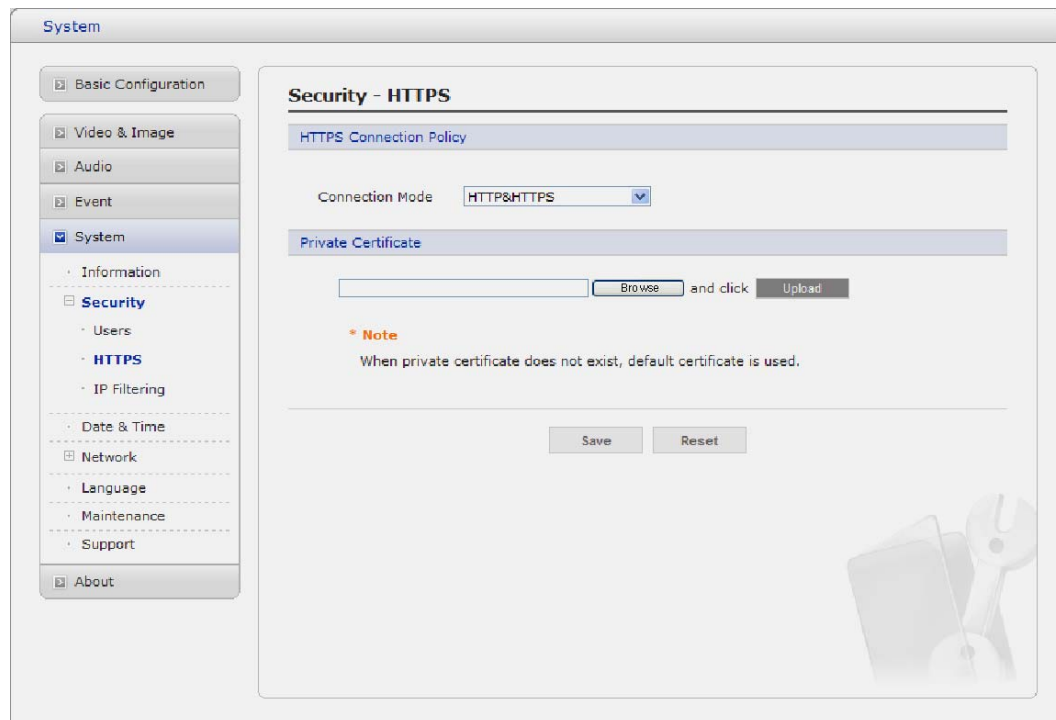 System
Basic Configuration
Video & Image
Audio
Event
System
· Information
Security
· Users
· HTTPS
· IP Filtering
· Date & Time
Network
· Language
· Maintenance
· Support
About
Security - HTTPS
HTTPS Connection Policy
Connection Mode HTTP&HTTPS
Private Certificate
Browse and click Upload
* Note
When private certificate does not exist, default certificate is used.
Save Reset